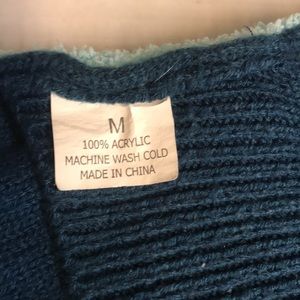 M
100% ACRYLIC
MACHINE WASH COLD
MADE IN CHINA